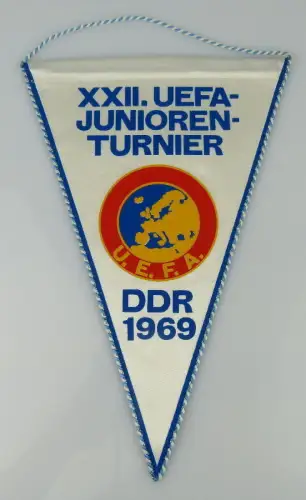 XXII. UEFA-
JUNIOREN-
TURNIER
U.E.F.A.
DDR
1969